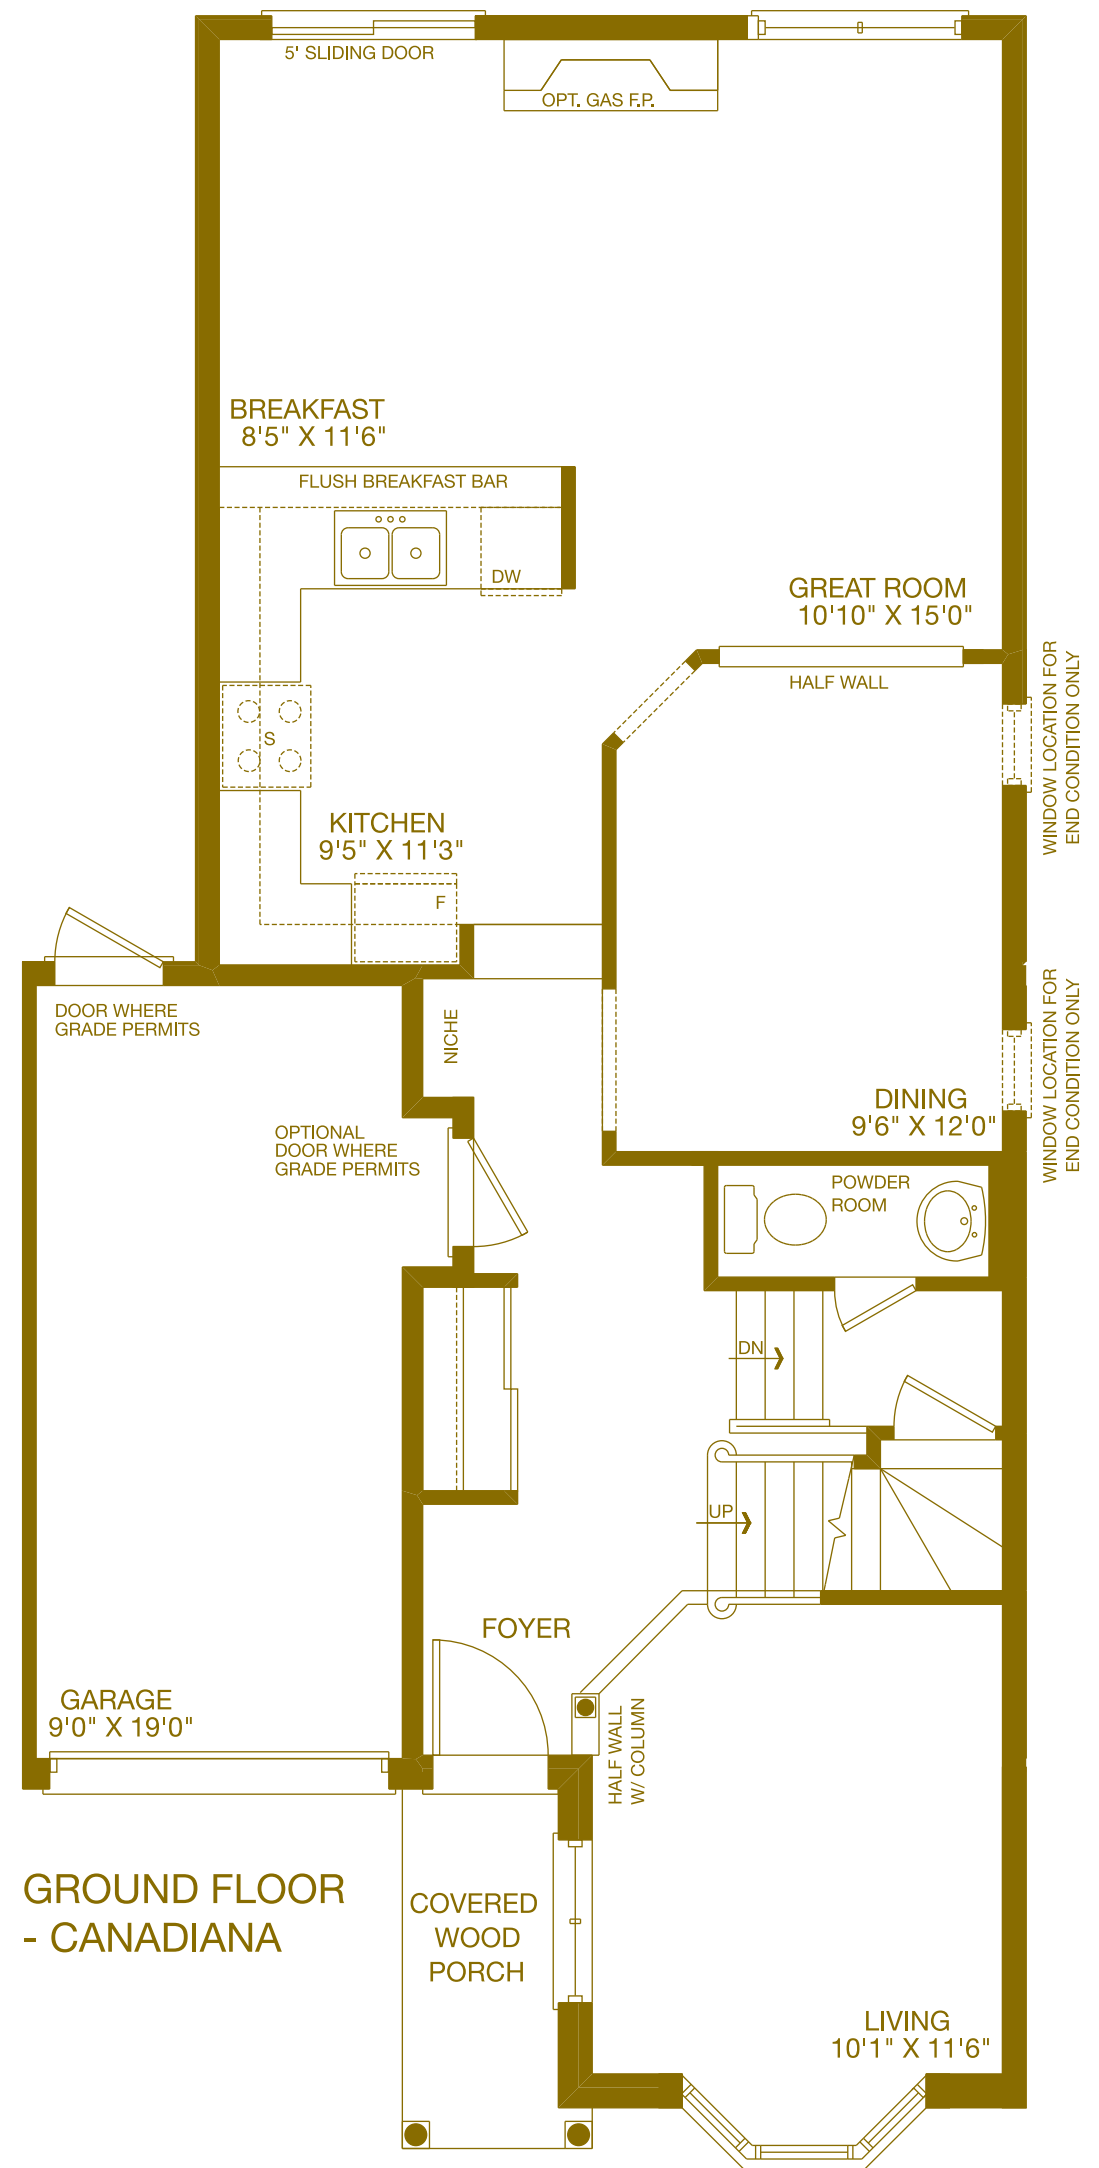 5' SLIDING DOOR
OPT. GAS F.P.
BREAKFAST
8'5" X 11'6"
FLUSH BREAKFAST BAR
DW
GREAT ROOM
10'10" X 15'0"
HALF WALL
WINDOW LOCATION FOR
END CONDITION ONLY
S
KITCHEN
9'5" X 11'3"
F
DOOR WHERE
GRADE PERMITS
NICHE
WINDOW LOCATION FOR
END CONDITION ONLY
DINING
9'6" X 12'0"
OPTIONAL
DOOR WHERE
GRADE PERMITS
POWDER
ROOM
DN
UP
FOYER
GARAGE
9'0" X 19'0"
HALF WALL
W/ COLUMN
GROUND FLOOR
- CANADIANA
COVERED
WOOD
PORCH
LIVING
10'1" X 11'6"